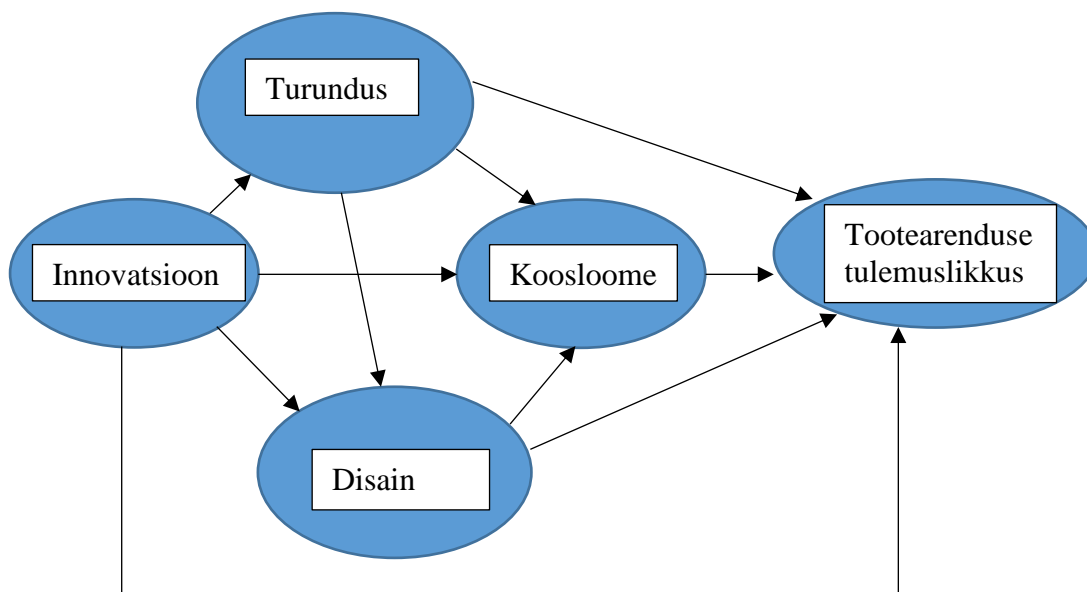 Turundus
Innovatsioon
Koosloome
Tootearenduse
tulemuslikkus
Disain